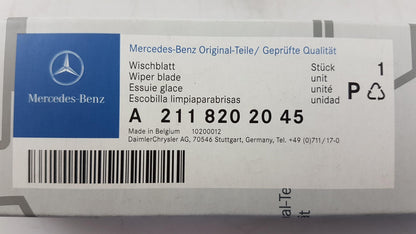 Mercedes-Benz Original-Teile/ Geprüfte Qualität
Wischblatt Stück 1
Wiper blade unit
Essuie glace unité
Escobilla limpiaparabrisas unidad P
A 211 820 20 45
Made in Belgium 10200012
DaimlerChrysler AG, 70546 Stuttgart, Germany, Tel. +49 (0)711/17-0
Mercedes-Benz